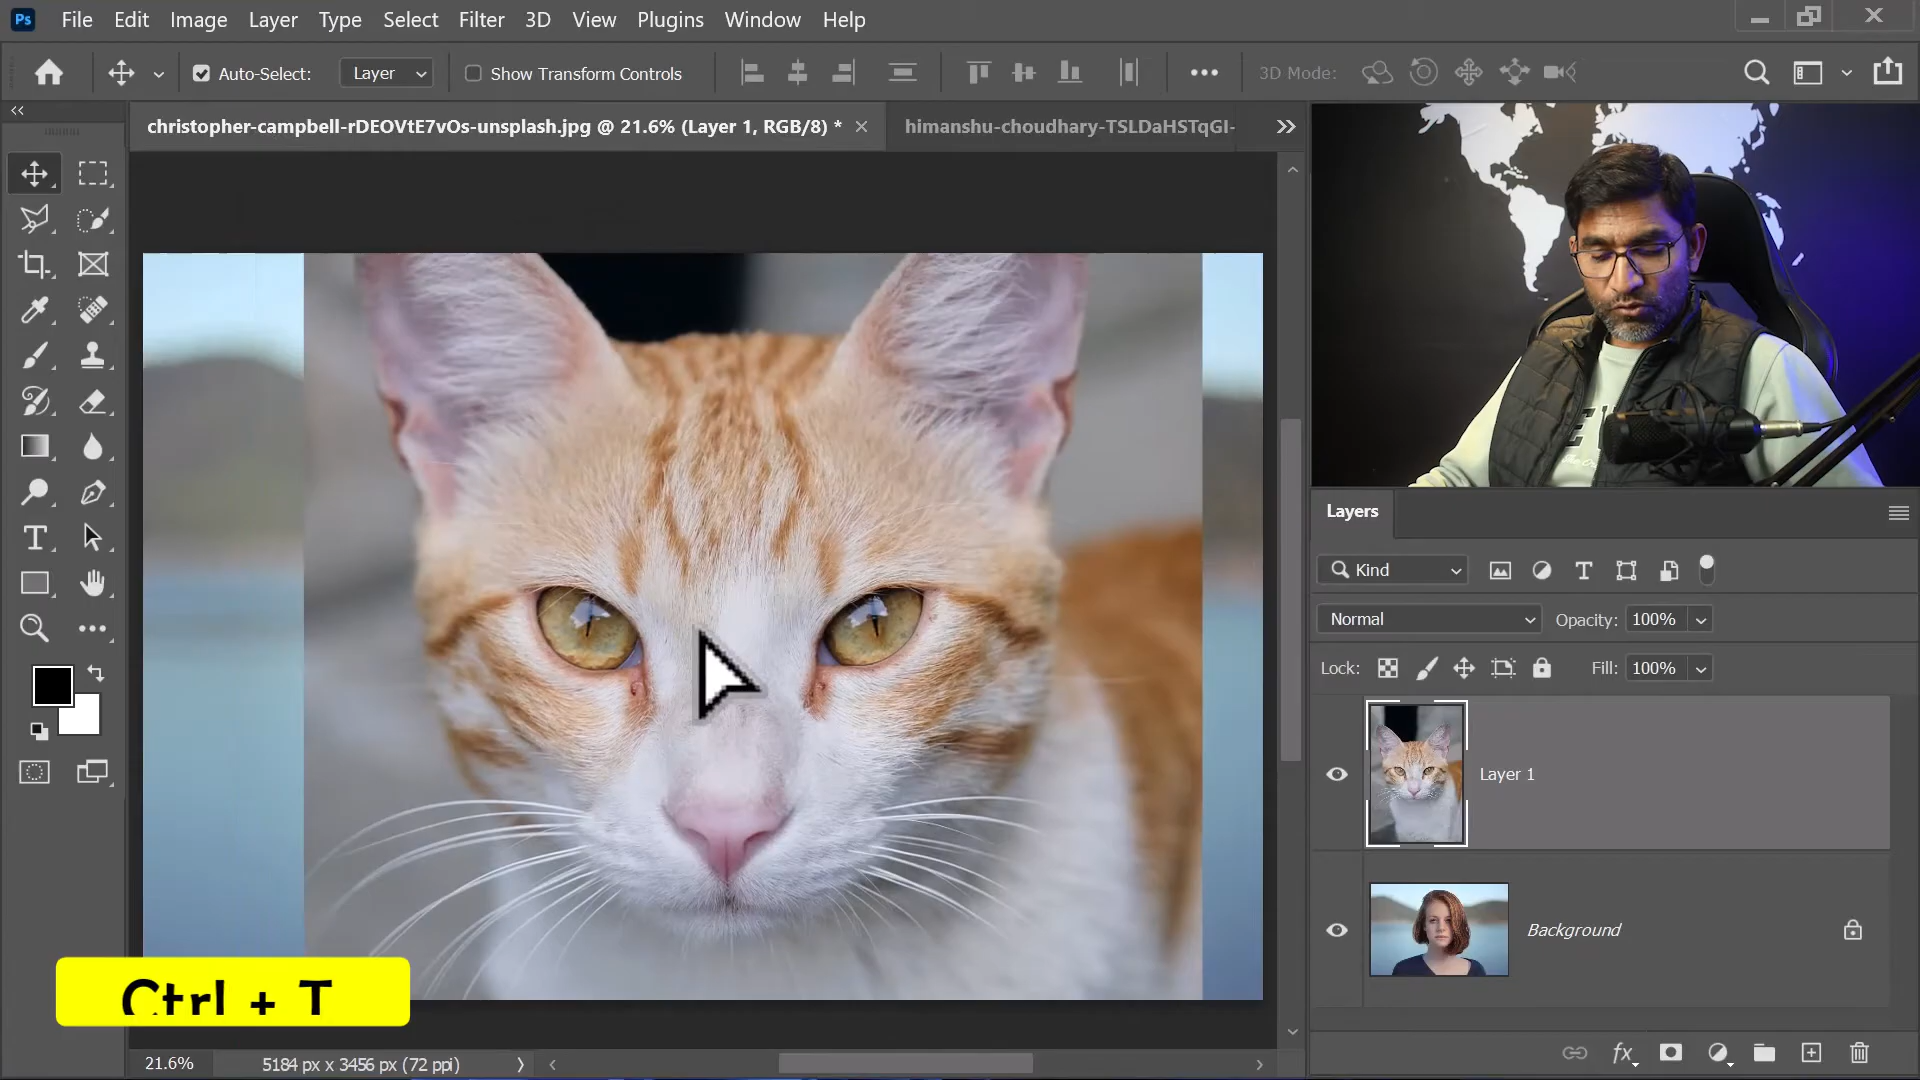 Ps File Edit Image Layer Type Select Filter 3D View Plugins Window Help
Auto-Select: Layer Show Transform Controls 3D Mode:
christopher-campbell-rDEOVtE7vOs-unsplash.jpg @ 21.6% (Layer 1, RGB/8) * himanshu-choudhary-TSLDaHSTqGI-
Layers
Kind
Normal Opacity: 100%
Lock: Fill: 100%
Layer 1
Background
Ctrl + T
21.6% 5184 px x 3456 px (72 ppi)
fx